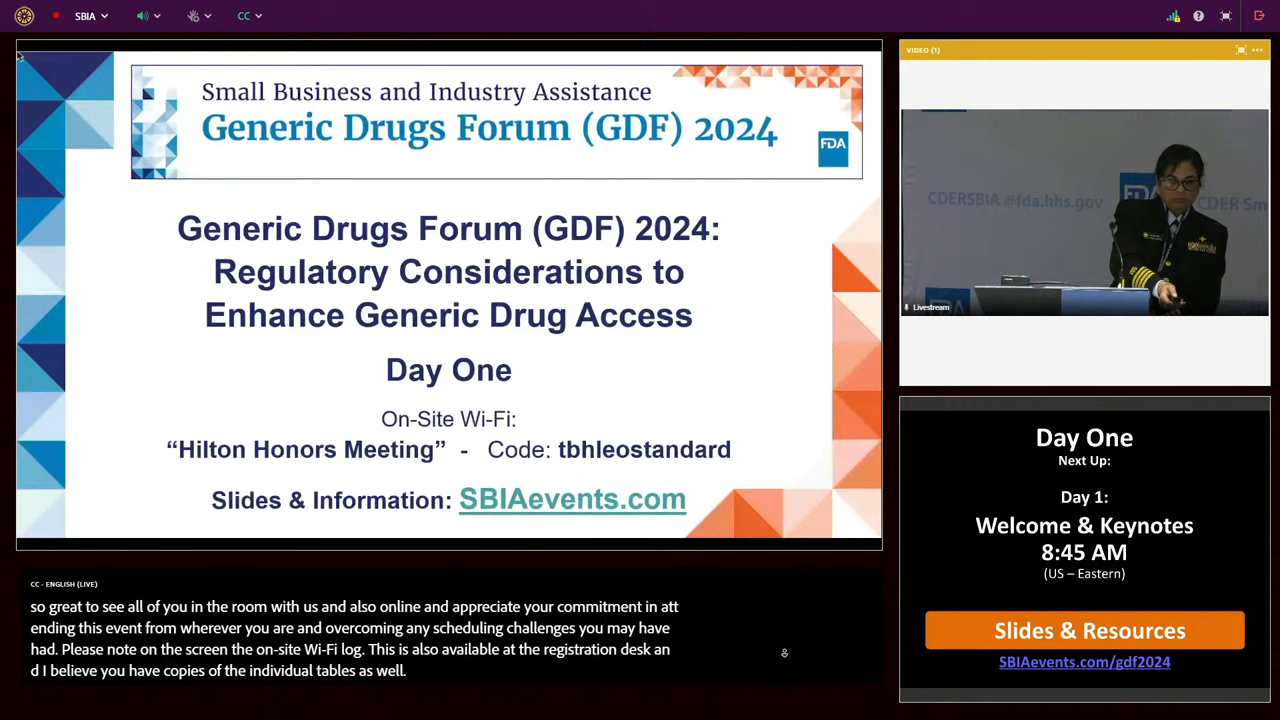 SBIA
CC
Small Business and Industry Assistance
Generic Drugs Forum (GDF) 2024
FDA
Generic Drugs Forum (GDF) 2024:
Regulatory Considerations to
Enhance Generic Drug Access
Day One
On-Site Wi-Fi:
“Hilton Honors Meeting” - Code: tbhleostandard
Slides & Information: SBIAevents.com
CC - ENGLISH (LIVE)
so great to see all of you in the room with us and also online and appreciate your commitment in att
ending this event from wherever you are and overcoming any scheduling challenges you may have
had. Please note on the screen the on-site Wi-Fi log. This is also available at the registration desk an
d I believe you have copies of the individual tables as well.
VIDEO (1)
CDERSBIA@fda.hhs.gov
FDA
CDER Sm
Livestream
Day One
Next Up:
Day 1:
Welcome & Keynotes
8:45 AM
(US – Eastern)
Slides & Resources
SBIAevents.com/gdf2024